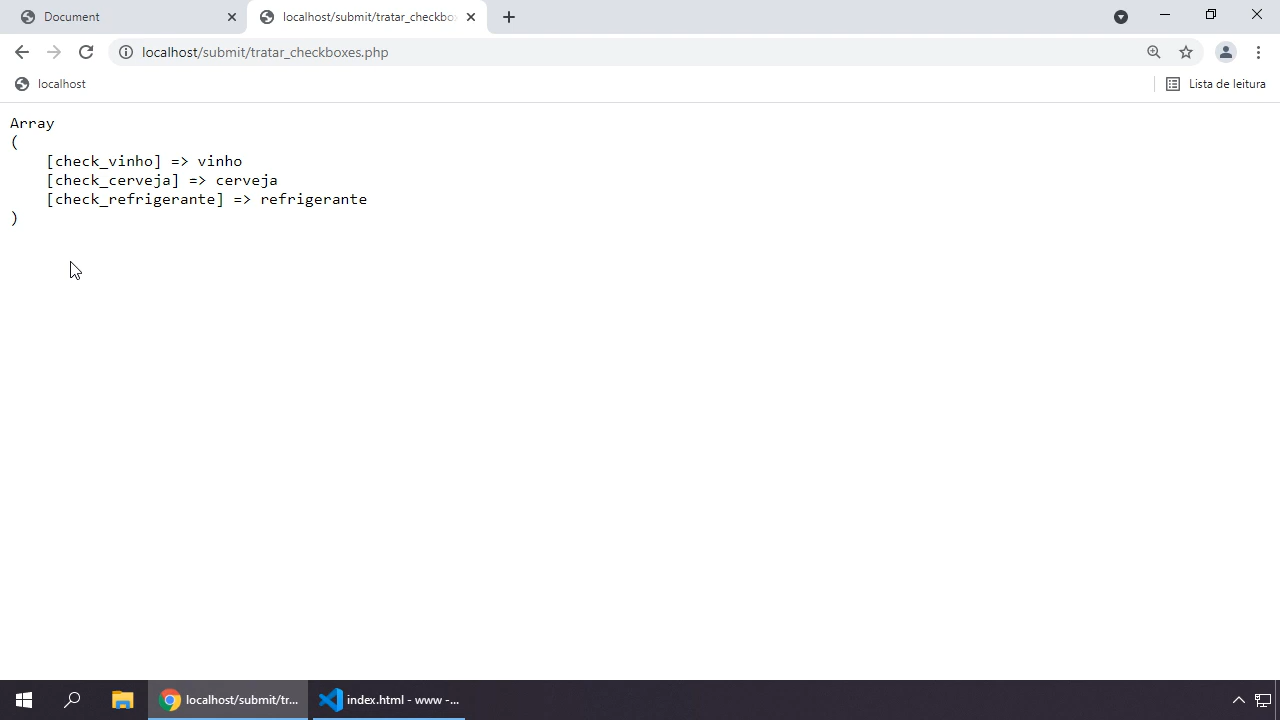 Document
localhost/submit/tratar_checkbo
localhost/submit/tratar_checkboxes.php
localhost
Lista de leitura
Array
(
[check_vinho] => vinho
[check_cerveja] => cerveja
[check_refrigerante] => refrigerante
)
localhost/submit/tr...
index.html - www -...